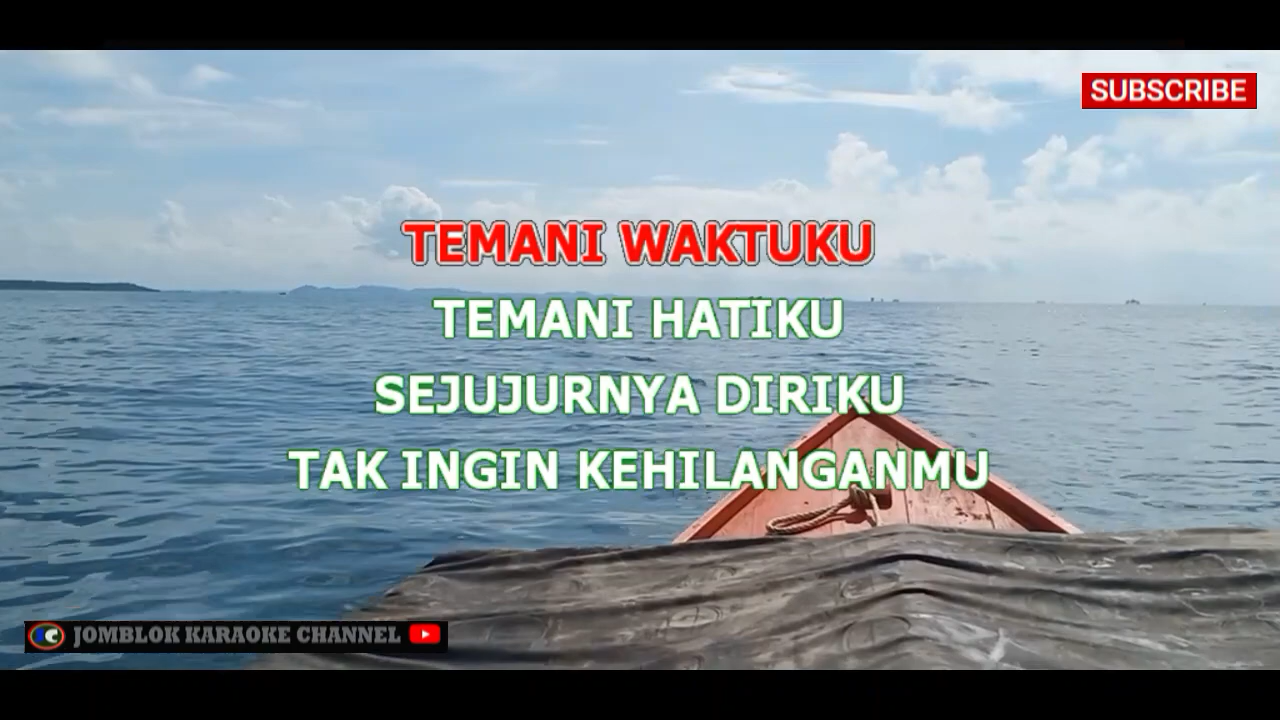 SUBSCRIBE
TEMANI WAKTUKU
TEMANI HATIKU
SEJUJURNYA DIRIKU
TAK INGIN KEHILANGANMU
JOMBLOK KARAOKE CHANNEL